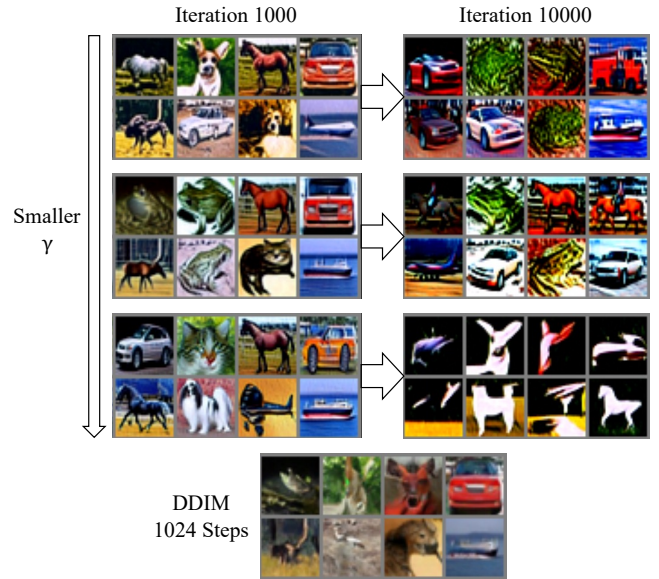 Iteration 1000
Iteration 10000
Smaller
γ
DDIM
1024 Steps